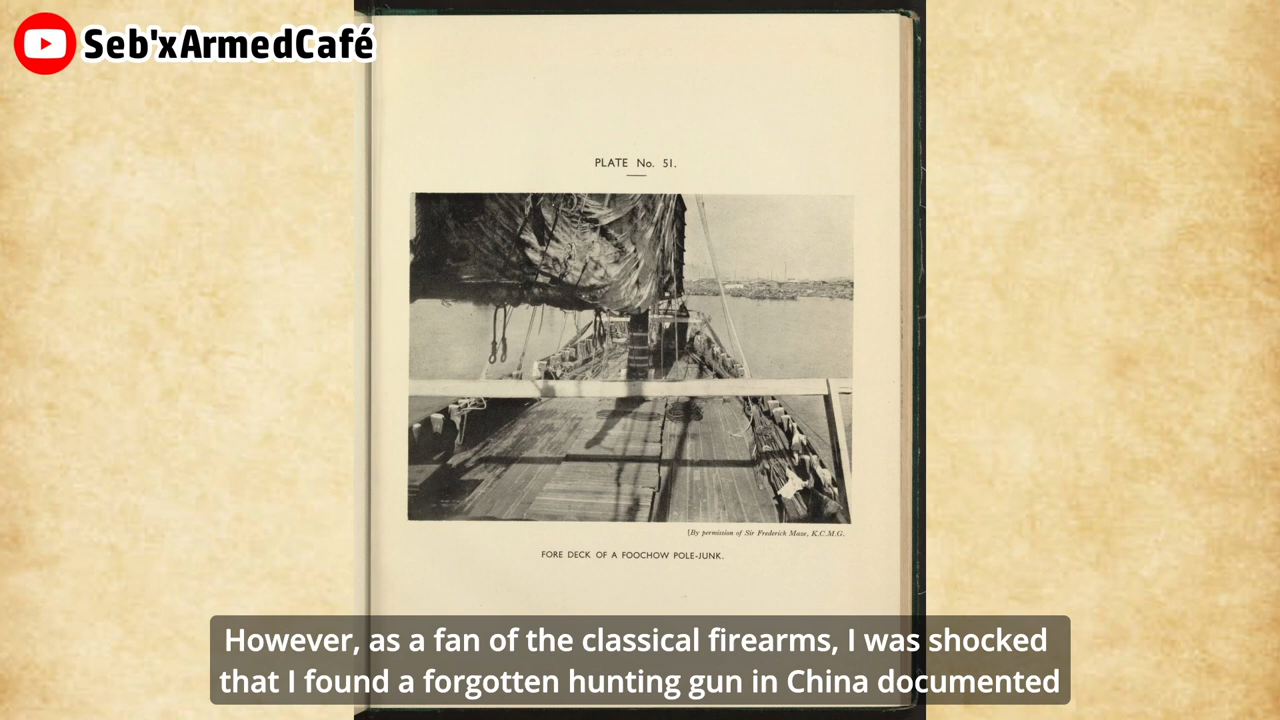 Seb'xArmedCafé
PLATE No. 51.
[By permission of Sir Frederick Maze, K.C.M.G.
FORE DECK OF A FOOCHOW POLE-JUNK.
However, as a fan of the classical firearms, I was shocked
that I found a forgotten hunting gun in China documented